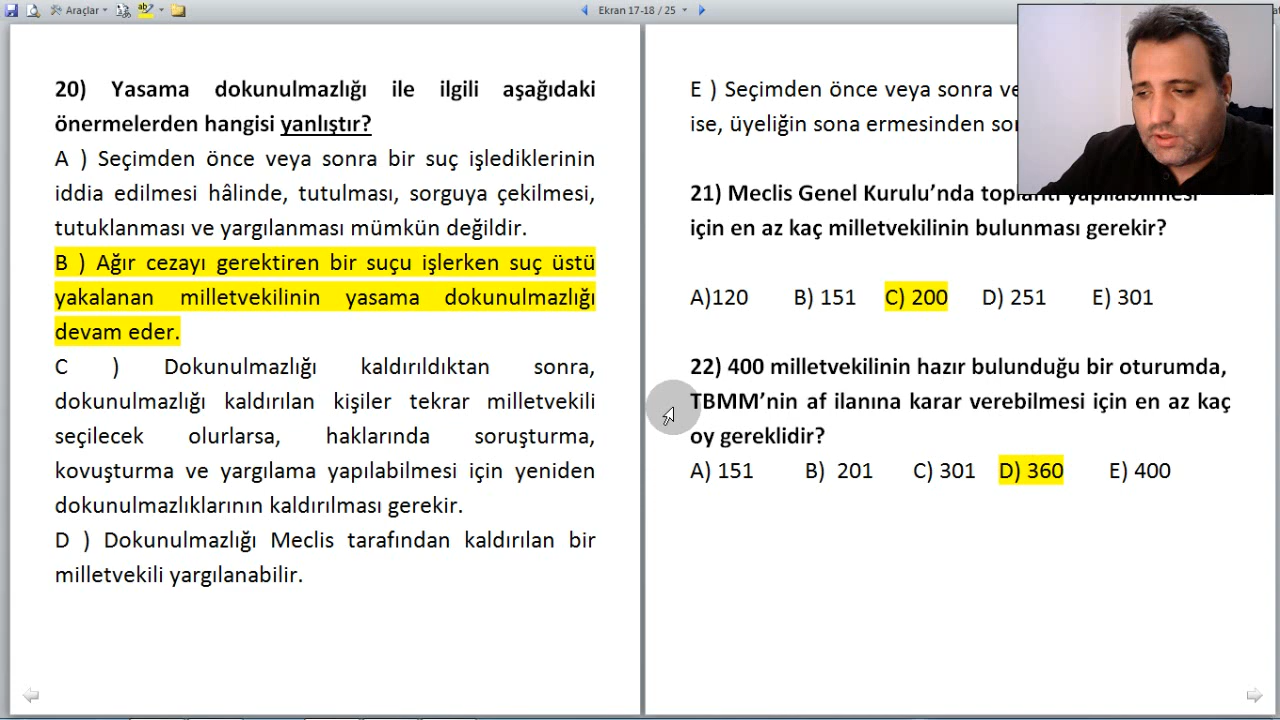 Araçlar
Ekran 17-18 / 25
20) Yasama dokunulmazlığı ile ilgili aşağıdaki
önermelerden hangisi yanlıştır?
A ) Seçimden önce veya sonra bir suç işlediklerinin
iddia edilmesi hâlinde, tutulması, sorguya çekilmesi,
tutuklanması ve yargılanması mümkün değildir.
B ) Ağır cezayı gerektiren bir suçu işlerken suç üstü
yakalanan milletvekilinin yasama dokunulmazlığı
devam eder.
C ) Dokunulmazlığı kaldırıldıktan sonra,
dokunulmazlığı kaldırılan kişiler tekrar milletvekili
seçilecek olurlarsa, haklarında soruşturma,
kovuşturma ve yargılama yapılabilmesi için yeniden
dokunulmazlıklarının kaldırılması gerekir.
D ) Dokunulmazlığı Meclis tarafından kaldırılan bir
milletvekili yargılanabilir.
E ) Seçimden önce veya sonra
ise, üyeliğin sona ermesinden
21) Meclis Genel Kurulu’nda toplantı yapılabilmesi
için en az kaç milletvekilinin bulunması gerekir?
A)120 B) 151 C) 200 D) 251 E) 301
22) 400 milletvekilinin hazır bulunduğu bir oturumda,
TBMM’nin af ilanına karar verebilmesi için en az kaç
oy gereklidir?
A) 151 B) 201 C) 301 D) 360 E) 400